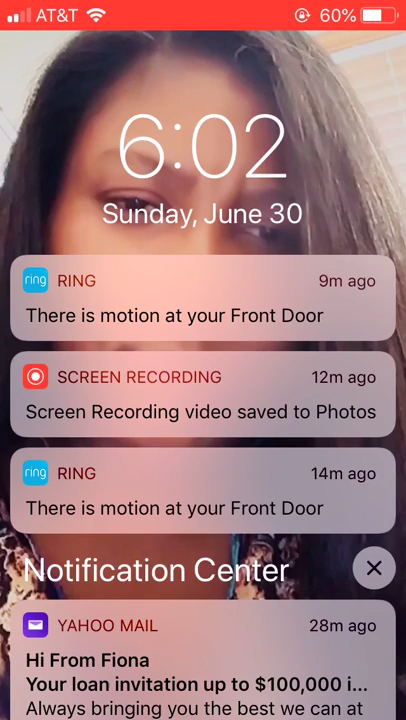 AT&T 60%
6:02
Sunday, June 30
ring RING 9m ago
There is motion at your Front Door
SCREEN RECORDING 12m ago
Screen Recording video saved to Photos
ring RING 14m ago
There is motion at your Front Door
Notification Center
YAHOO MAIL 28m ago
Hi From Fiona
Your loan invitation up to $100,000 i...
Always bringing you the best we can at